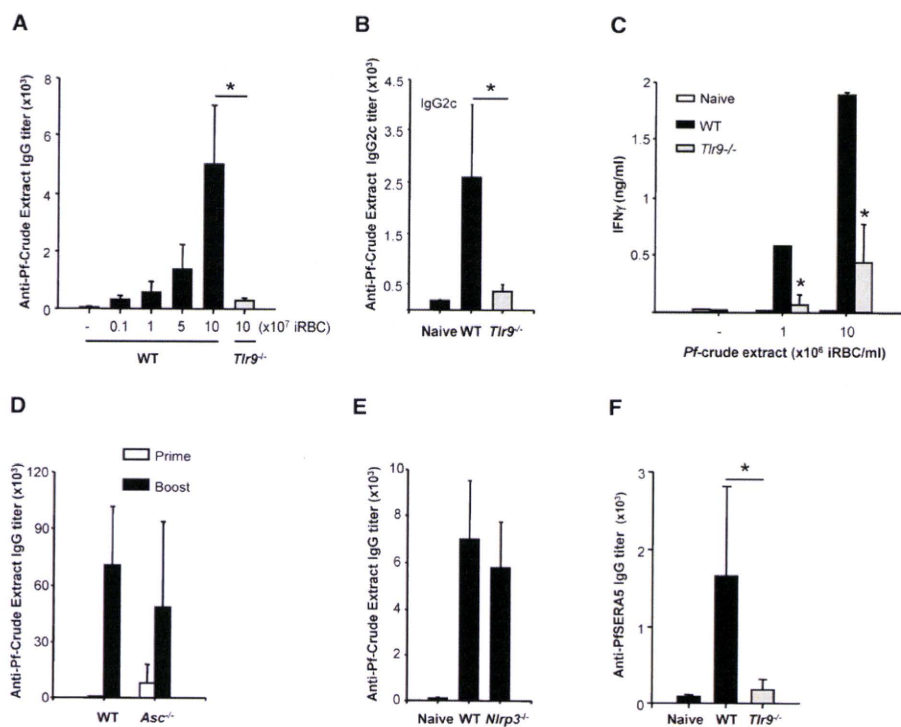 A
Anti-Pf-Crude Extract IgG titer (x10³)
8
6
4
2
0
*
- 0.1 1 5 10 10 (x10⁷ iRBC)
WT Tlr9-/-
B
Anti-Pf-Crude Extract IgG2c titer (x10³)
4.5
3.5
2.5
1.5
0.5
IgG2c
*
Naive WT Tlr9-/-
C
IFNγ (ng/ml)
2
1.5
1
0.5
Naive
WT
Tlr9-/-
*
*
- 1 10
Pf-crude extract (x10⁶ iRBC/ml)
D
Anti-Pf-Crude Extract IgG titer (x10³)
120
90
60
30
0
Prime
Boost
WT Asc-/-
E
Anti-Pf-Crude Extract IgG titer (x10³)
10
8
6
4
2
0
Naive WT Nlrp3-/-
F
Anti-PfSERA5 IgG titer (x10³)
3
2
1
0
*
Naive WT Tlr9-/-